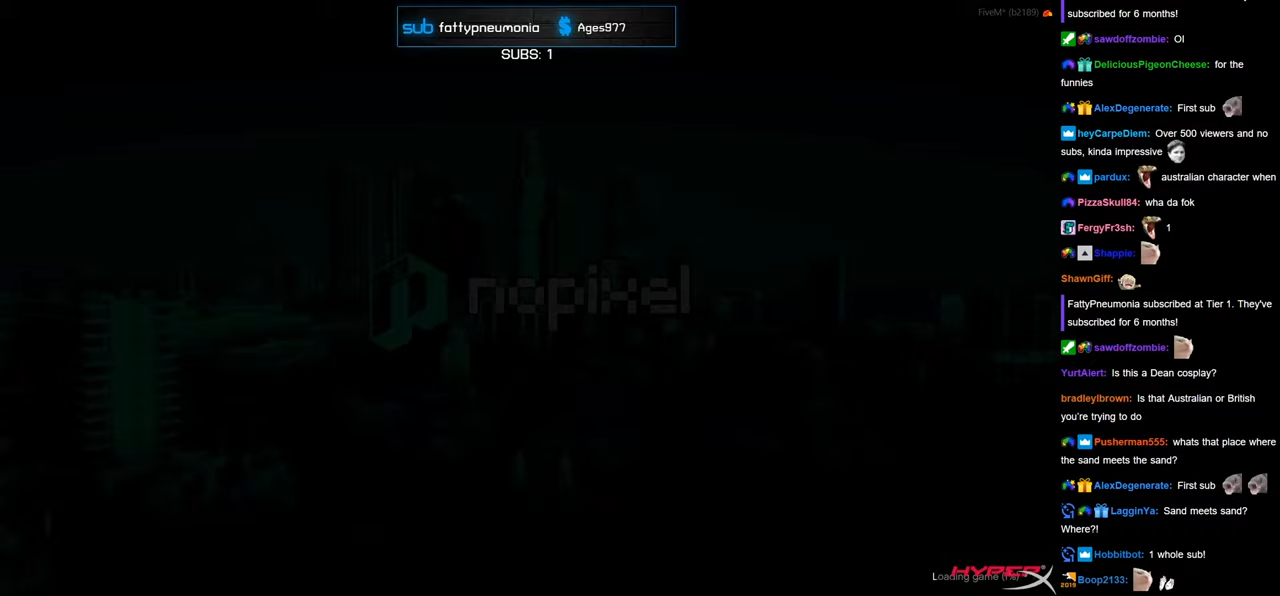 sub fattypneumonia $ Ages977
SUBS: 1
FiveM* (b2189)
nopixel
Loading game (1%)
HYPERX
subscribed for 6 months!
sawdoffzombie: OI
DeliciousPigeonCheese: for the
funnies
AlexDegenerate: First sub
heyCarpeDiem: Over 500 viewers and no
subs, kinda impressive
pardux: australian character when
PizzaSkull84: wha da fok
FergyFr3sh: 1
Shappie:
ShawnGiff:
FattyPneumonia subscribed at Tier 1. They've
subscribed for 6 months!
sawdoffzombie:
YurtAlert: Is this a Dean cosplay?
bradleylbrown: Is that Australian or British
you're trying to do
Pusherman555: whats that place where
the sand meets the sand?
AlexDegenerate: First sub
LagginYa: Sand meets sand?
Where?!
Hobbitbot: 1 whole sub!
2019 Boop2133: